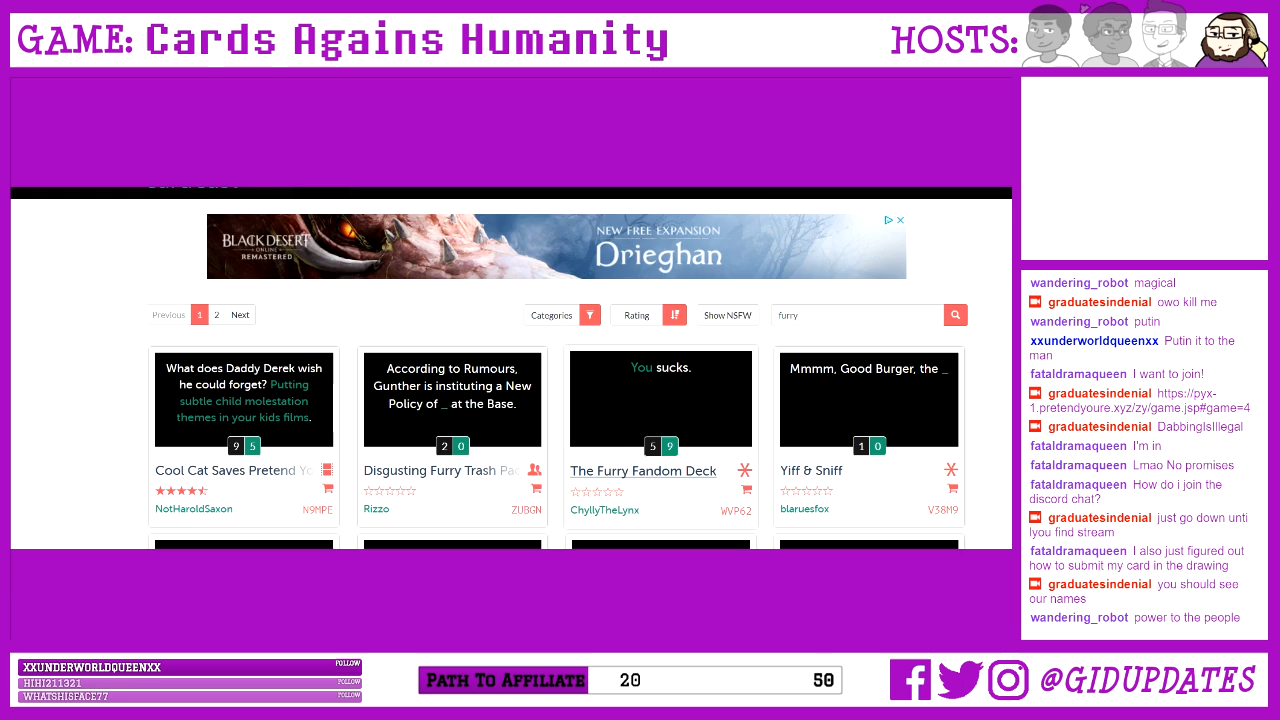 GAME: Cards Agains Humanity
HOSTS:
BLACK DESERT
ONLINE
REMASTERED
NEW FREE EXPANSION
Drieghan
Previous 1 2 Next
Categories
Rating
Show NSFW
furry
What does Daddy Derek wish
he could forget? Putting
subtle child molestation
themes in your kids films.
9 5
Cool Cat Saves Pretend Yo
NotHaroldSaxon N9MPE
According to Rumours,
Gunther is instituting a New
Policy of _ at the Base.
2 0
Disgusting Furry Trash Pac
Rizzo ZUBGN
You sucks.
5 9
The Furry Fandom Deck
ChyllyTheLynx WVP62
Mmmm, Good Burger, the _
1 0
Yiff & Sniff
blaruesfox V38M9
wandering_robot magical
graduatesindenial owo kill me
wandering_robot putin
xxunderworldqueenxx Putin it to the
man
fataldramaqueen I want to join!
graduatesindenial https://pyx-
1.pretendyoure.xyz/zy/game.jsp#game=4
graduatesindenial DabbingIsIllegal
fataldramaqueen I'm in
fataldramaqueen Lmao No promises
fataldramaqueen How do i join the
discord chat?
graduatesindenial just go down unti
lyou find stream
fataldramaqueen I also just figured out
how to submit my card in the drawing
graduatesindenial you should see
our names
wandering_robot power to the people
XXUNDERWORLDQUEENXX FOLLOW
HIHI211321 FOLLOW
WHATSHISFACE77 FOLLOW
PATH TO AFFILIATE 20 50
@GIDUPDATES